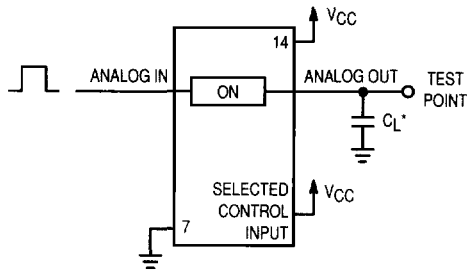 VCC
14
ANALOG IN
ON
ANALOG OUT
TEST
POINT
CL*
SELECTED
CONTROL
INPUT
VCC
7